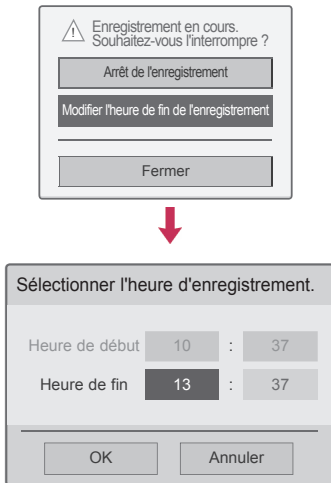 Enregistrement en cours.
Souhaitez-vous l'interrompre ?
Arrêt de l'enregistrement
Modifier l'heure de fin de l'enregistrement
Fermer
Sélectionner l'heure d'enregistrement.
Heure de début 10 : 37
Heure de fin 13 : 37
OK Annuler